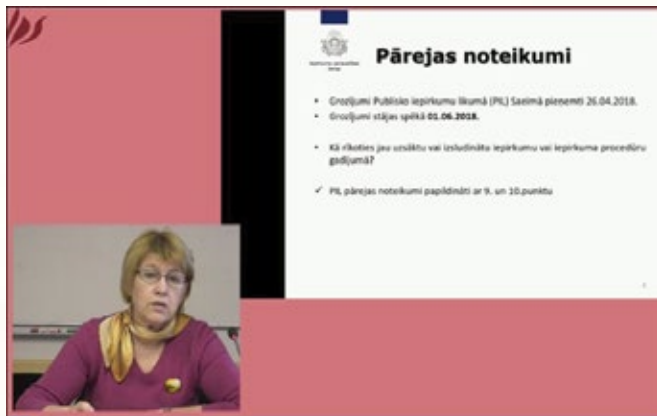 Pārejas noteikumi
• Grozījumi Publisko iepirkumu likumā (PIL) Saeimā pieņemti 26.04.2018.
• Grozījumi stājas spēkā 01.06.2018.
• Kā rīkoties jau uzsāktu vai izsludinātu iepirkumu vai iepirkuma procedūru
gadījumā?
✓ PIL pārejas noteikumi papildināti ar 9. un 10.punktu